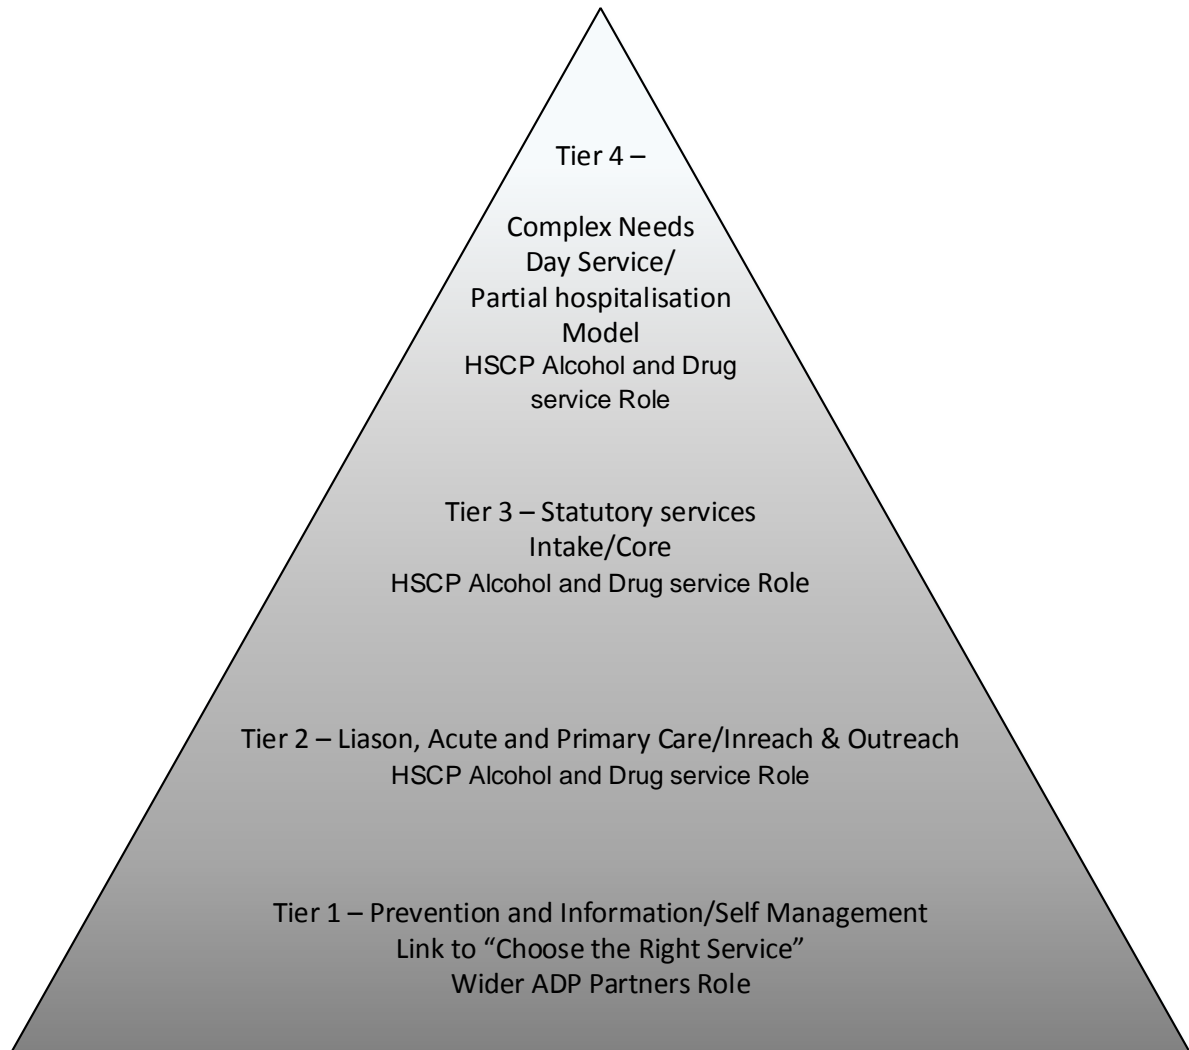 Tier 4 –
Complex Needs
Day Service/
Partial hospitalisation
Model
HSCP Alcohol and Drug
service Role
Tier 3 – Statutory services
Intake/Core
HSCP Alcohol and Drug service Role
Tier 2 – Liason, Acute and Primary Care/Inreach & Outreach
HSCP Alcohol and Drug service Role
Tier 1 – Prevention and Information/Self Management
Link to “Choose the Right Service”
Wider ADP Partners Role